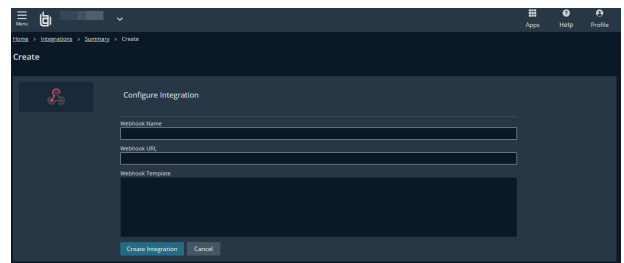 Menu
Apps
Help
Profile
Home > Integrations > Summary > Create
Create
Configure Integration
Webhook Name
Webhook URL
Webhook Template
Create Integration
Cancel